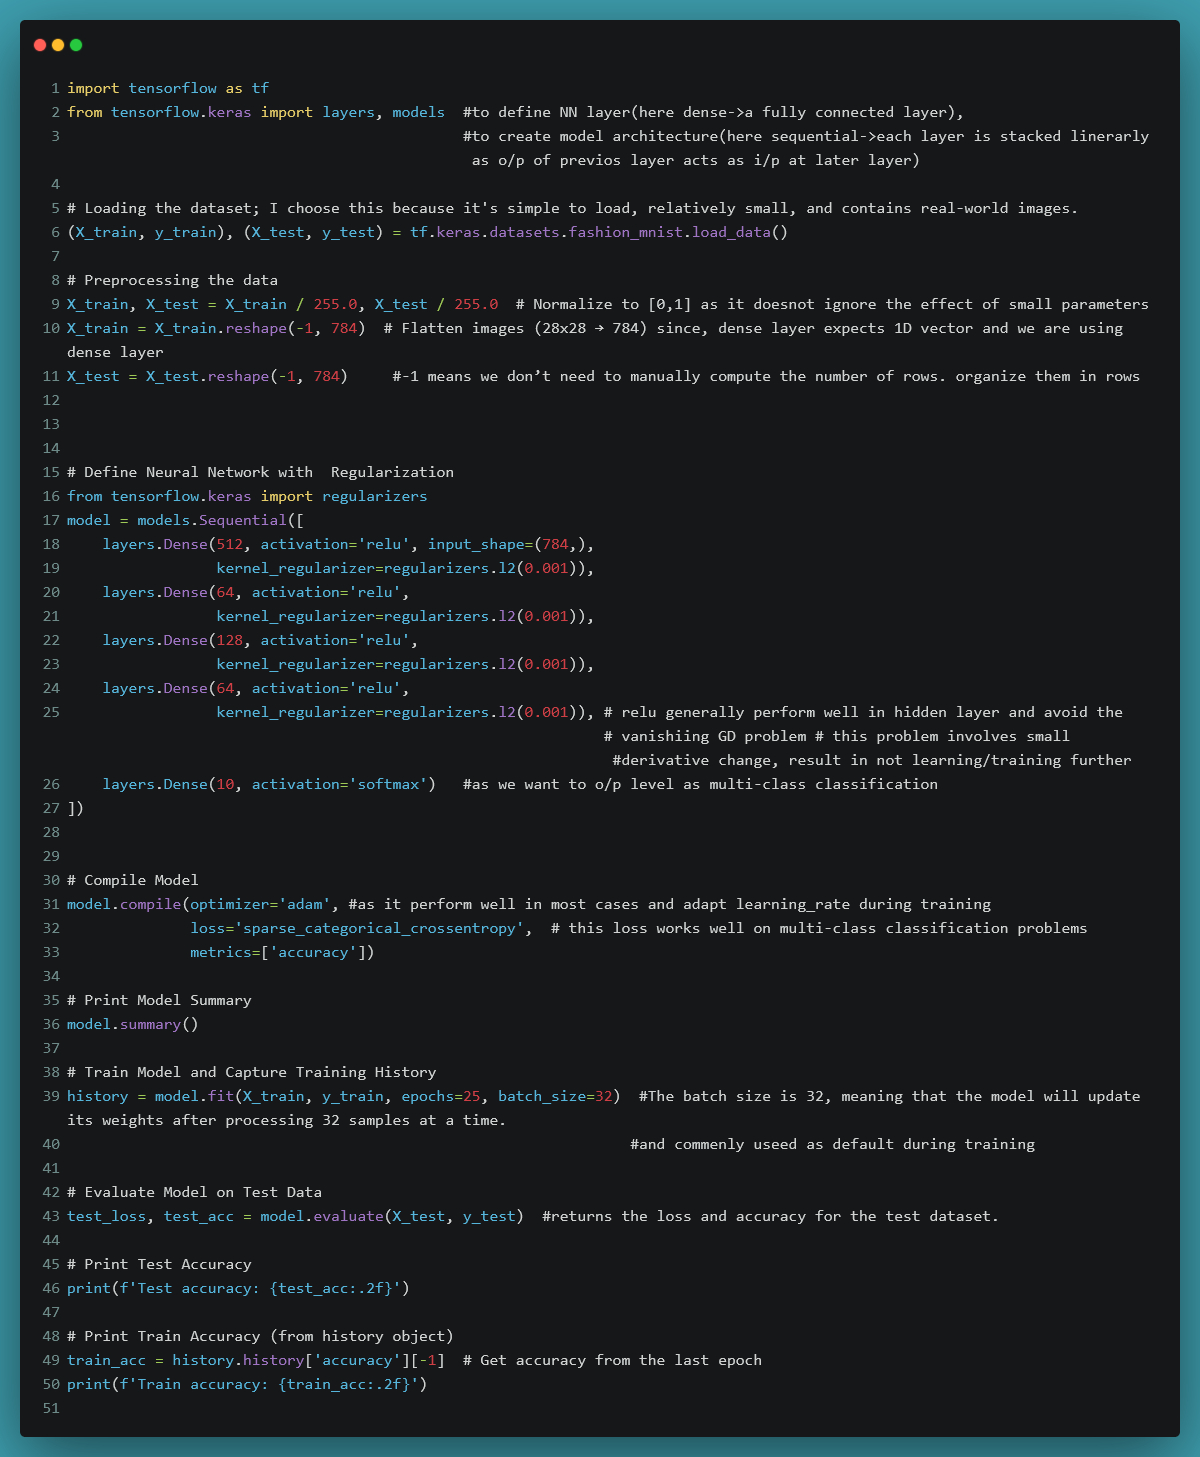 1 import tensorflow as tf
2 from tensorflow.keras import layers, models  #to define NN layer(here dense->a fully connected layer),
3                                              #to create model architecture(here sequential->each layer is stacked linerarly
                                               as o/p of previos layer acts as i/p at later layer)
4
5 # Loading the dataset; I choose this because it's simple to load, relatively small, and contains real-world images.
6 (X_train, y_train), (X_test, y_test) = tf.keras.datasets.fashion_mnist.load_data()
7
8 # Preprocessing the data
9 X_train, X_test = X_train / 255.0, X_test / 255.0  # Normalize to [0,1] as it doesnot ignore the effect of small parameters
10 X_train = X_train.reshape(-1, 784)  # Flatten images (28x28 → 784) since, dense layer expects 1D vector and we are using
dense layer
11 X_test = X_test.reshape(-1, 784)     #-1 means we don’t need to manually compute the number of rows. organize them in rows
12
13
14
15 # Define Neural Network with  Regularization
16 from tensorflow.keras import regularizers
17 model = models.Sequential([
18     layers.Dense(512, activation='relu', input_shape=(784,),
19                  kernel_regularizer=regularizers.l2(0.001)),
20     layers.Dense(64, activation='relu',
21                  kernel_regularizer=regularizers.l2(0.001)),
22     layers.Dense(128, activation='relu',
23                  kernel_regularizer=regularizers.l2(0.001)),
24     layers.Dense(64, activation='relu',
25                  kernel_regularizer=regularizers.l2(0.001)), # relu generally perform well in hidden layer and avoid the
                                                             # vanishiing GD problem # this problem involves small
                                                              #derivative change, result in not learning/training further
26     layers.Dense(10, activation='softmax')   #as we want to o/p level as multi-class classification
27 ])
28
29
30 # Compile Model
31 model.compile(optimizer='adam', #as it perform well in most cases and adapt learning_rate during training
32               loss='sparse_categorical_crossentropy',  # this loss works well on multi-class classification problems
33               metrics=['accuracy'])
34
35 # Print Model Summary
36 model.summary()
37
38 # Train Model and Capture Training History
39 history = model.fit(X_train, y_train, epochs=25, batch_size=32)  #The batch size is 32, meaning that the model will update
its weights after processing 32 samples at a time.
40                                                                 #and commenly useed as default during training
41
42 # Evaluate Model on Test Data
43 test_loss, test_acc = model.evaluate(X_test, y_test)  #returns the loss and accuracy for the test dataset.
44
45 # Print Test Accuracy
46 print(f'Test accuracy: {test_acc:.2f}')
47
48 # Print Train Accuracy (from history object)
49 train_acc = history.history['accuracy'][-1]  # Get accuracy from the last epoch
50 print(f'Train accuracy: {train_acc:.2f}')
51